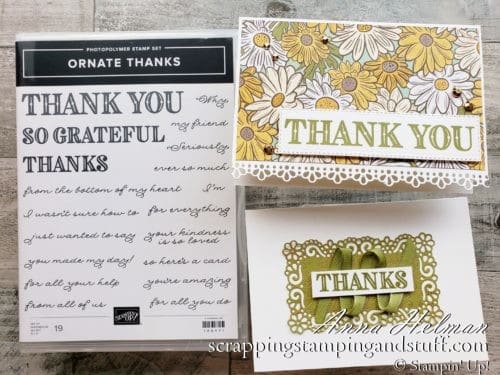 PHOTOPOLYMER STAMP SET
ORNATE THANKS
THANK YOU
SO GRATEFUL
THANKS
Why
my friend
Seriously
ever so much
from the bottom of my heart
I'm
I wasn't sure how to
for everything
just wanted to say
your kindness
is so loved
you made my day!
so here's a card
for all your help
you're amazing
from all of us
for all you do
STAMPIN' UP!
19
THANK YOU
THANKS
Anna Helman
scrappingstampingandstuff.com
© Stampin' Up!